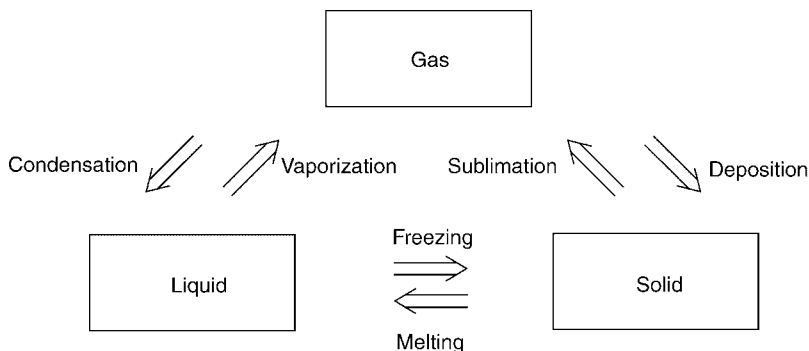 Gas
Condensation
Vaporization
Sublimation
Deposition
Freezing
Liquid
Solid
Melting